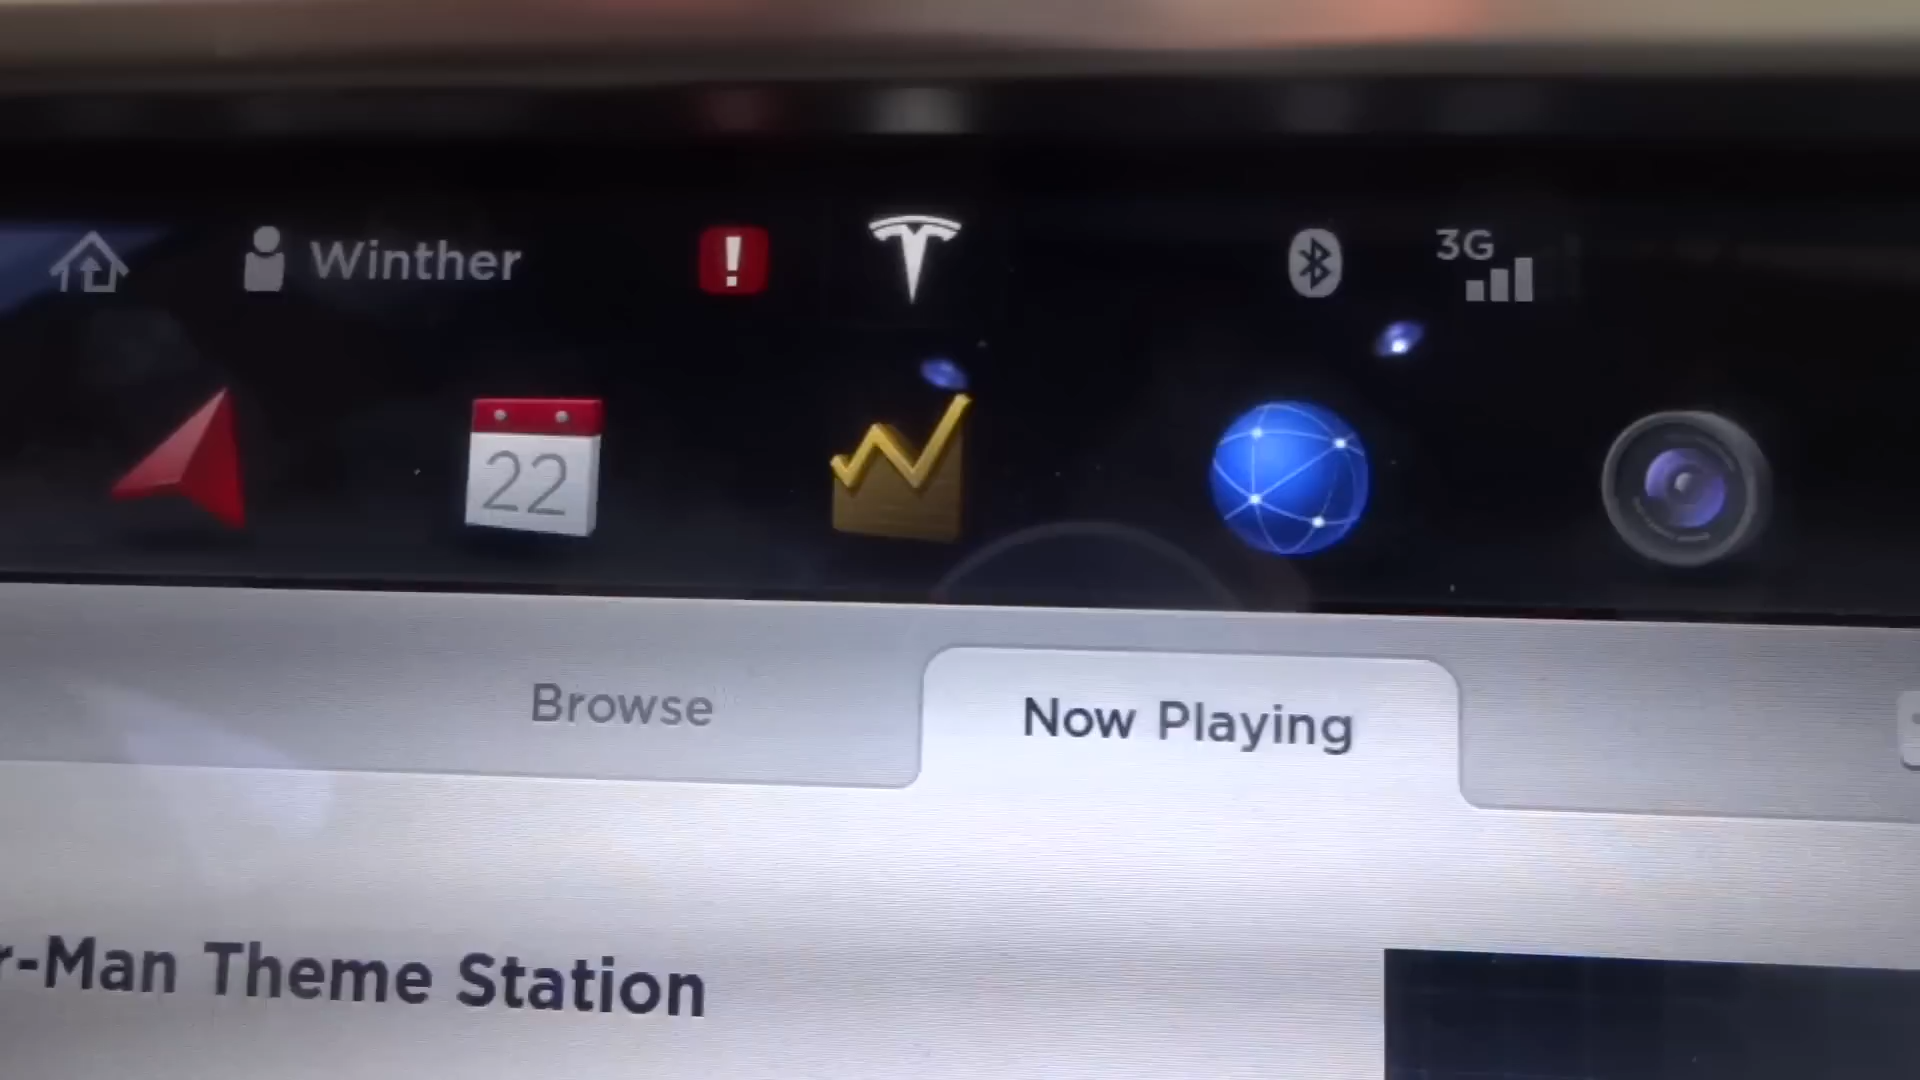 Winther
!
3G
22
Browse
Now Playing
r-Man Theme Station